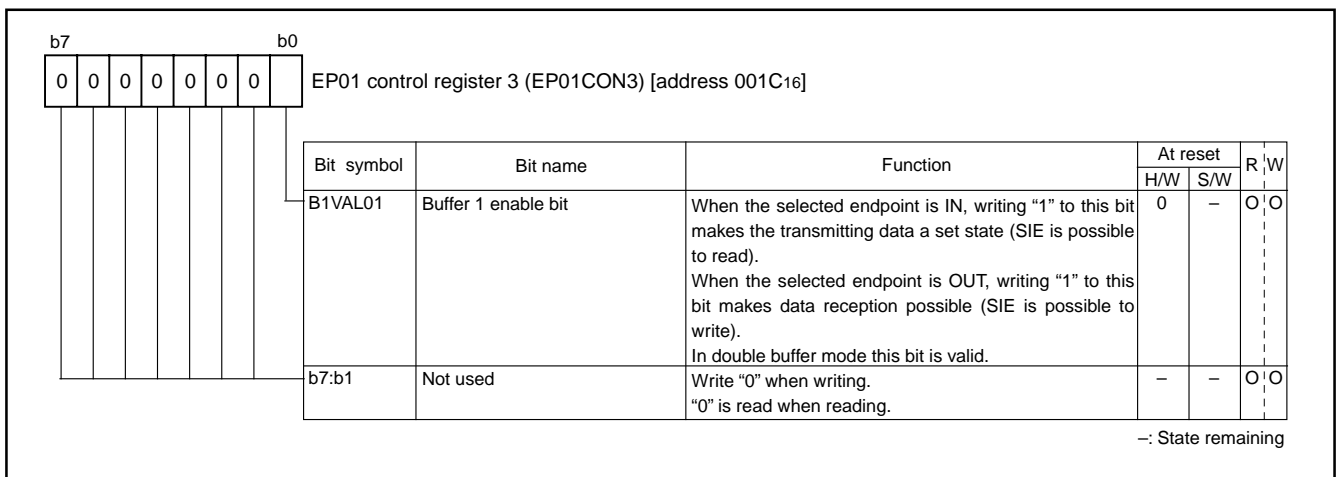 b7 b0
0 0 0 0 0 0 0
EP01 control register 3 (EP01CON3) [address 001C16]
Bit symbol Bit name Function At reset R W
H/W S/W
B1VAL01 Buffer 1 enable bit When the selected endpoint is IN, writing “1” to this bit 0 – O O
makes the transmitting data a set state (SIE is possible
to read).
When the selected endpoint is OUT, writing “1” to this
bit makes data reception possible (SIE is possible to
write).
In double buffer mode this bit is valid.
b7:b1 Not used Write “0” when writing. – – O O
“0” is read when reading.
–: State remaining